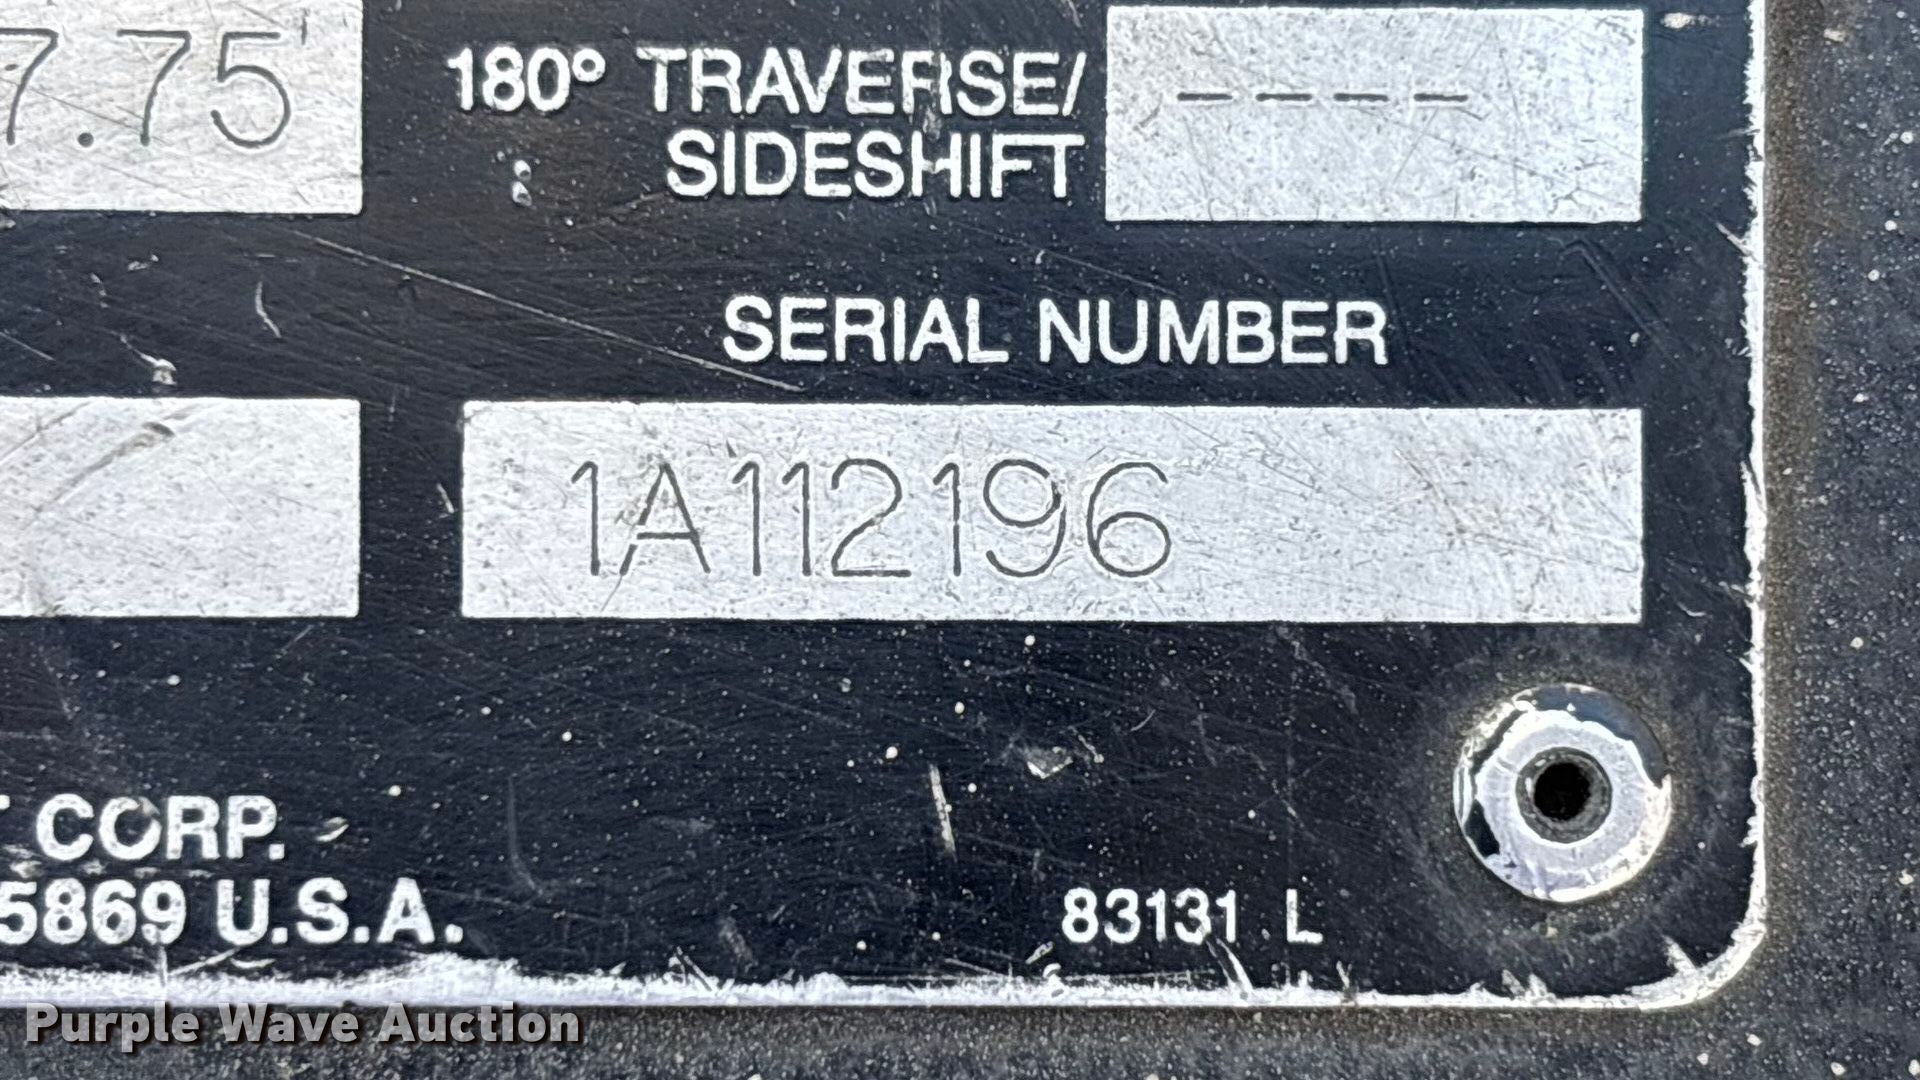 7.75'
180° TRAVERSE/
SIDESHIFT
----
SERIAL NUMBER
1A112196
CORP.
5869 U.S.A.
83131 L
Purple Wave Auction